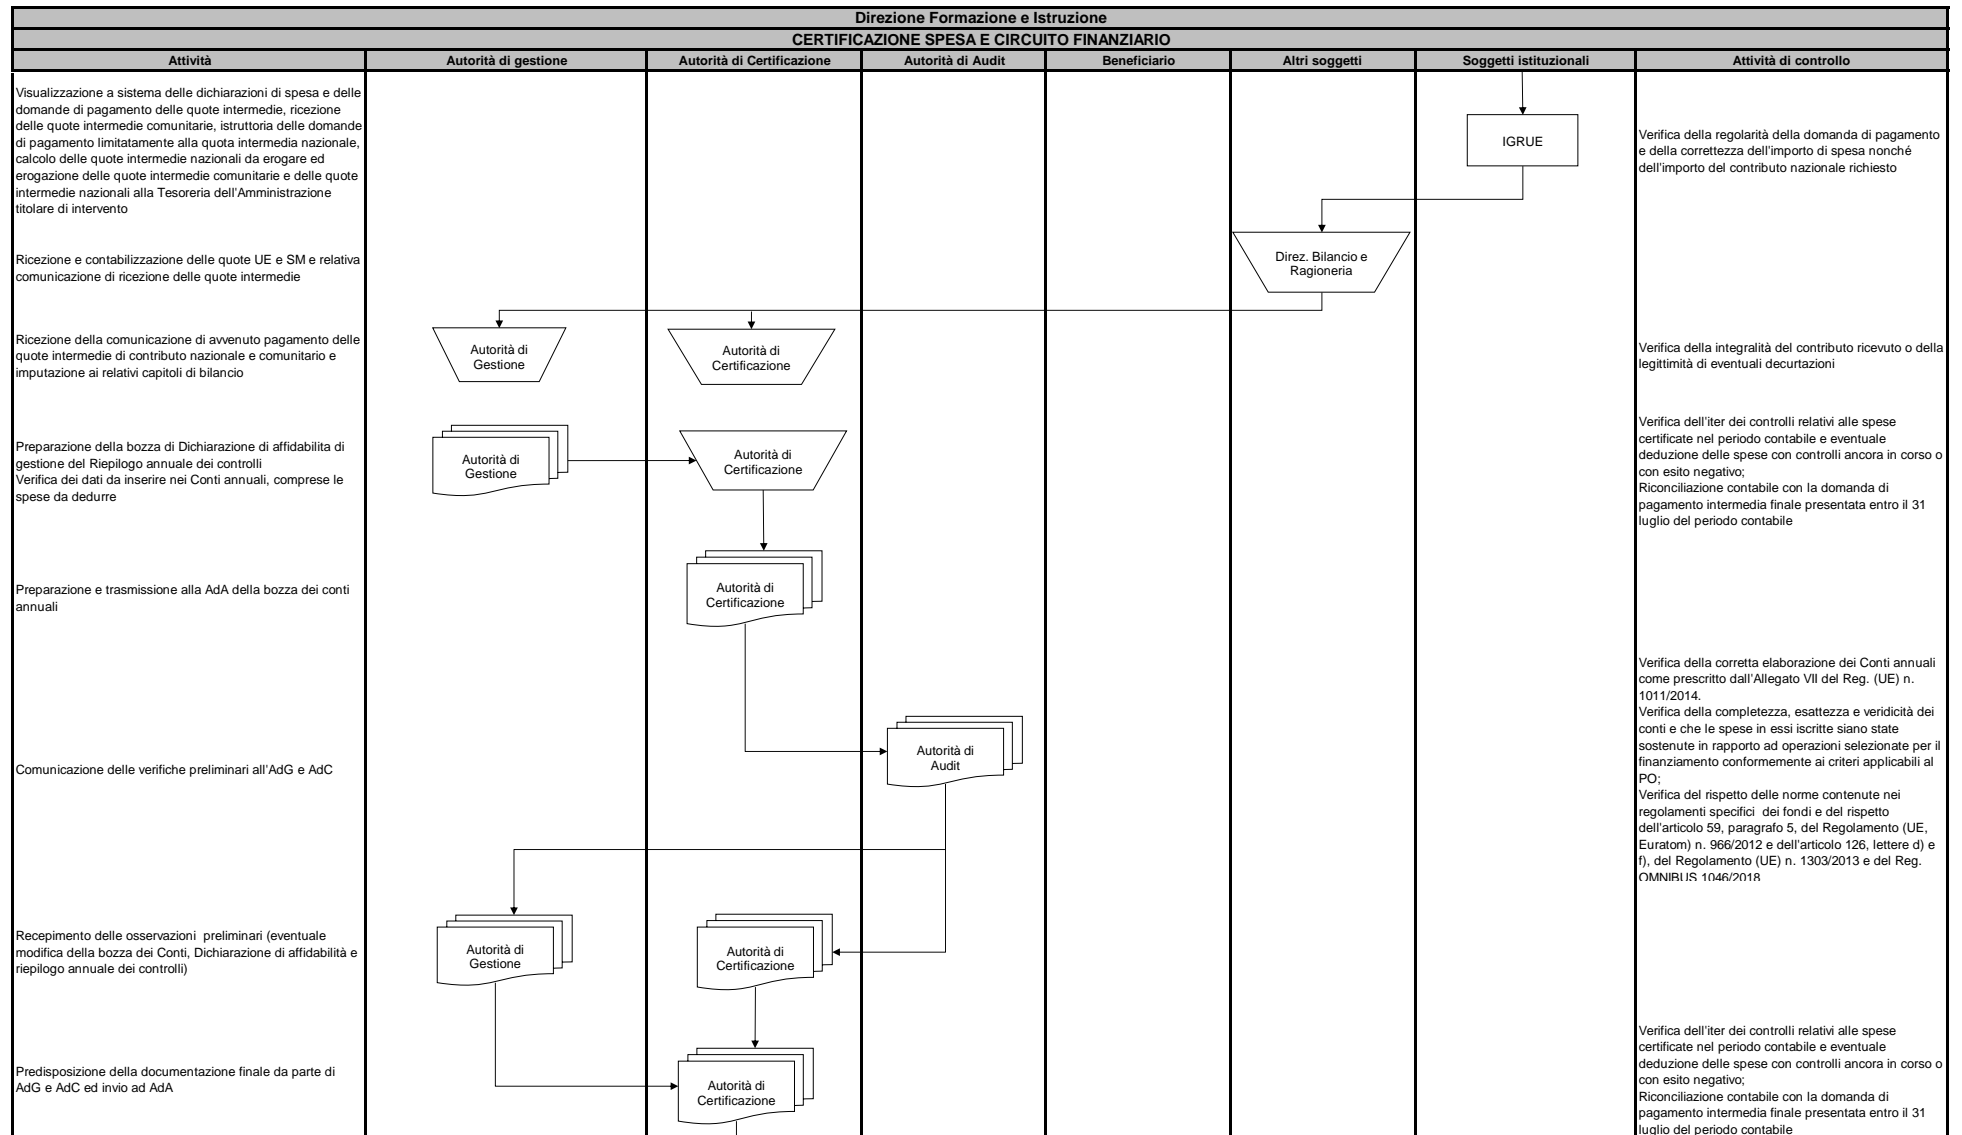 Direzione Formazione e Istruzione
CERTIFICAZIONE SPESA E CIRCUITO FINANZIARIO
Attività
Autorità di gestione
Autorità di Certificazione
Autorità di Audit
Beneficiario
Altri soggetti
Soggetti istituzionali
Attività di controllo
Visualizzazione a sistema delle dichiarazioni di spesa e delle
domande di pagamento delle quote intermedie, ricezione
delle quote intermedie comunitarie, istruttoria delle domande
di pagamento limitatamente alla quota intermedia nazionale,
calcolo delle quote intermedie nazionali da erogare ed
erogazione delle quote intermedie comunitarie e delle quote
intermedie nazionali alla Tesoreria dell'Amministrazione
titolare di intervento
IGRUE
Verifica della regolarità della domanda di pagamento
e della correttezza dell'importo di spesa nonché
dell'importo del contributo nazionale richiesto
Ricezione e contabilizzazione delle quote UE e SM e relativa
comunicazione di ricezione delle quote intermedie
Direz. Bilancio e
Ragioneria
Ricezione della comunicazione di avvenuto pagamento delle
quote intermedie di contributo nazionale e comunitario e
imputazione ai relativi capitoli di bilancio
Autorità di
Gestione
Autorità di
Certificazione
Verifica della integralità del contributo ricevuto o della
legittimità di eventuali decurtazioni
Preparazione della bozza di Dichiarazione di affidabilita di
gestione del Riepilogo annuale dei controlli
Verifica dei dati da inserire nei Conti annuali, comprese le
spese da dedurre
Autorità di
Gestione
Autorità di
Certificazione
Verifica dell'iter dei controlli relativi alle spese
certificate nel periodo contabile e eventuale
deduzione delle spese con controlli ancora in corso o
con esito negativo;
Riconciliazione contabile con la domanda di
pagamento intermedia finale presentata entro il 31
luglio del periodo contabile
Preparazione e trasmissione alla AdA della bozza dei conti
annuali
Autorità di
Certificazione
Comunicazione delle verifiche preliminari all'AdG e AdC
Autorità di
Audit
Verifica della corretta elaborazione dei Conti annuali
come prescritto dall'Allegato VII del Reg. (UE) n.
1011/2014.
Verifica della completezza, esattezza e veridicità dei
conti e che le spese in essi iscritte siano state
sostenute in rapporto ad operazioni selezionate per il
finanziamento conformemente ai criteri applicabili al
PO;
Verifica del rispetto delle norme contenute nei
regolamenti specifici  dei fondi e del rispetto
dell'articolo 59, paragrafo 5, del Regolamento (UE,
Euratom) n. 966/2012 e dell'articolo 126, lettere d) e
f), del Regolamento (UE) n. 1303/2013 e del Reg.
OMNIBUS 1046/2018
Recepimento delle osservazioni  preliminari (eventuale
modifica della bozza dei Conti, Dichiarazione di affidabilità e
riepilogo annuale dei controlli)
Autorità di
Gestione
Autorità di
Certificazione
Predisposizione della documentazione finale da parte di
AdG e AdC ed invio ad AdA
Autorità di
Certificazione
Verifica dell'iter dei controlli relativi alle spese
certificate nel periodo contabile e eventuale
deduzione delle spese con controlli ancora in corso o
con esito negativo;
Riconciliazione contabile con la domanda di
pagamento intermedia finale presentata entro il 31
luglio del periodo contabile